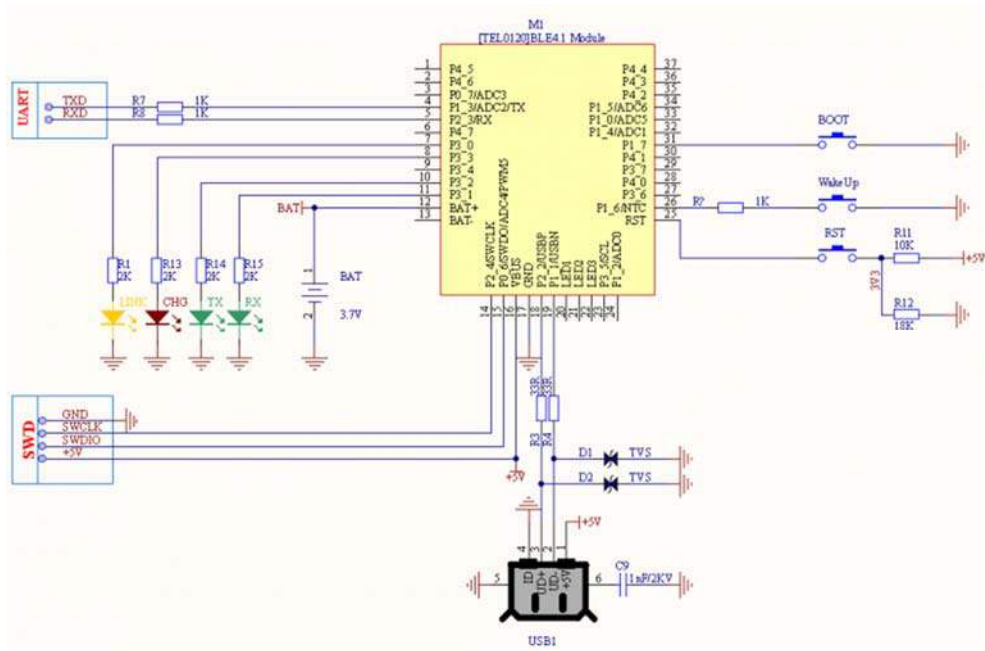 M1
[TEL0120]BLE4.1 Module
1 P4_5
2 P4_6
3 P0_7/ADC3
4 P1_3/ADC2/TX
5 P2_3/RX
6 P4_7
7 P3_0
8 P3_3
9 P3_4
10 P3_2
11 P3_1
12 BAT+
13 BAT-
P4_4 37
P4_3 36
P4_2 35
P1_5/ADC6 34
P1_0/ADC5 33
P1_4/ADC1 32
P1_7 31
P4_1 30
P3_7 29
P4_0 28
P3_6 27
P1_6/NTC 26
RST 25
P2_4/SWCLK 14
P0_6/SWDIO/ADC4/PWM5 15
VBUS 16
GND 17
P2_2/USBP 18
P1_1/USBN 19
LED1 20
LED2 21
LED3 22
P3_5/SCL 23
P1_2/ADC0 24
UART
TXD R7 1K
RXD R8 1K
BOOT
Wake Up
R? 1K
RST
R11
10K
+5V
3V3
R12
18K
BAT
1
BAT
2 3.7V
R1
2K
R13
2K
R14
2K
R15
2K
LINK
CHG
TX
RX
SWD
GND
SWCLK
SWDIO
+5V
+5V
33R
33R
R3
R4
D1 TVS
D2 TVS
+5V
4
3
2
1
5
ID
UD+
UD-
+5V
6
C9
1nF/2KV
USB1